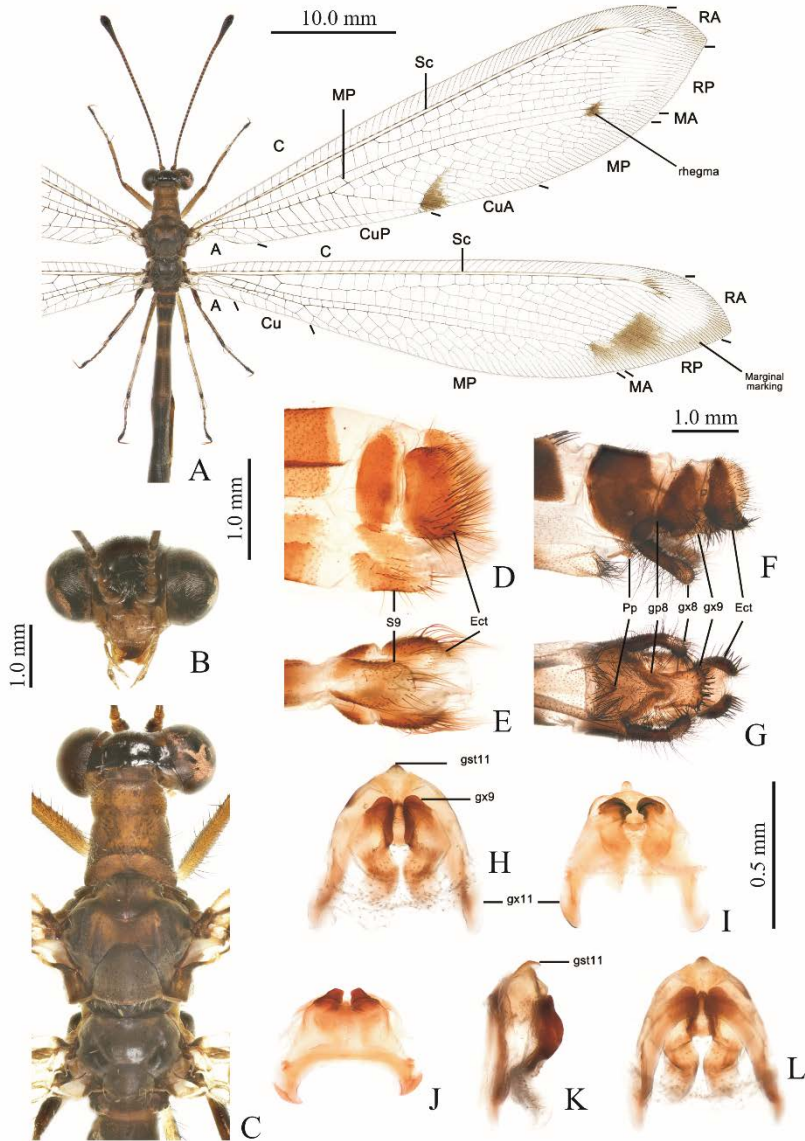 10.0 mm
RA
Sc
RP
MP
MA
C
MP
rhegma
CuA
CuP
Sc
A
C
RA
A
Cu
RP
Marginal marking
MP
MA
A
1.0 mm
1.0 mm
D
F
S9
Ect
Pp
gp8
gx8
gx9
Ect
B
1.0 mm
E
G
gst11
gx9
H
0.5 mm
gx11
I
gst11
J
K
L
C